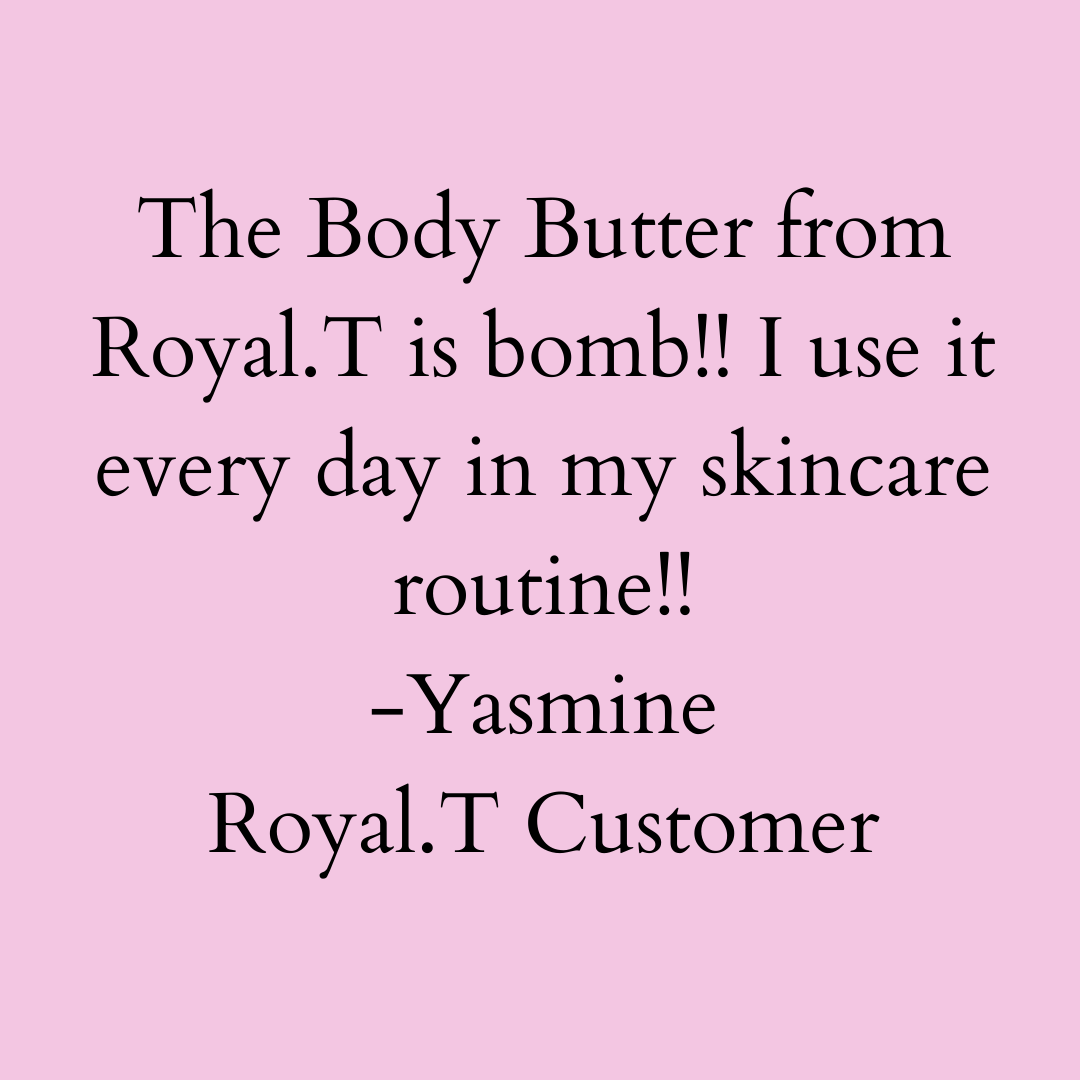 The Body Butter from
Royal.T is bomb!! I use it
every day in my skincare
routine!!
-Yasmine
Royal.T Customer